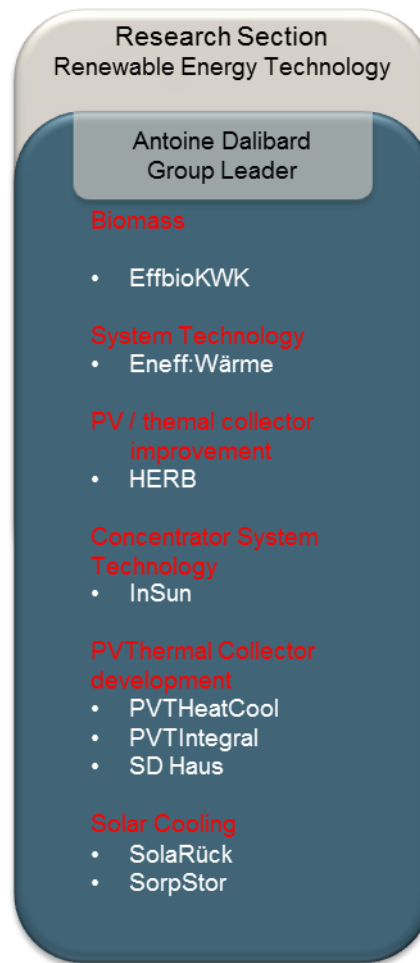 Research Section
Renewable Energy Technology
Antoine Dalibard
Group Leader
Biomass
• EffbioKWK
System Technology
• Eneff:Wärme
PV / themal collector
improvement
• HERB
Concentrator System
Technology
• InSun
PVThermal Collector
development
• PVTHeatCool
• PVTIntegral
• SD Haus
Solar Cooling
• SolaRück
• SorpStor